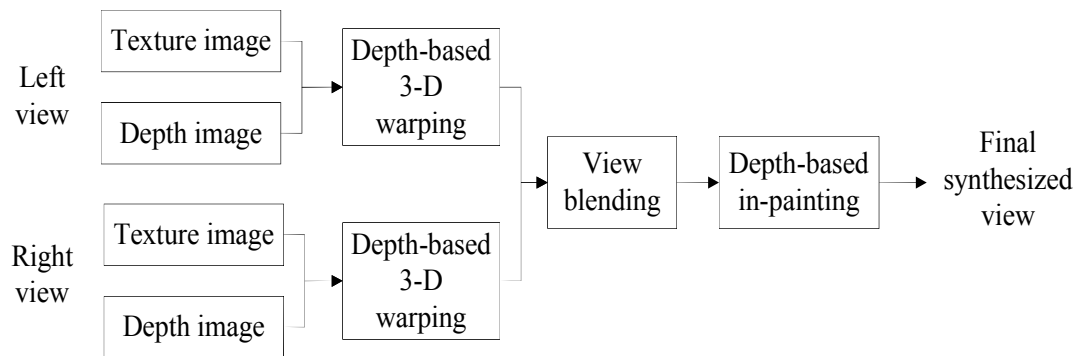 Left
view
Texture image
Depth image
Depth-based
3-D
warping
Right
view
Texture image
Depth image
Depth-based
3-D
warping
View
blending
Depth-based
in-painting
Final
synthesized
view